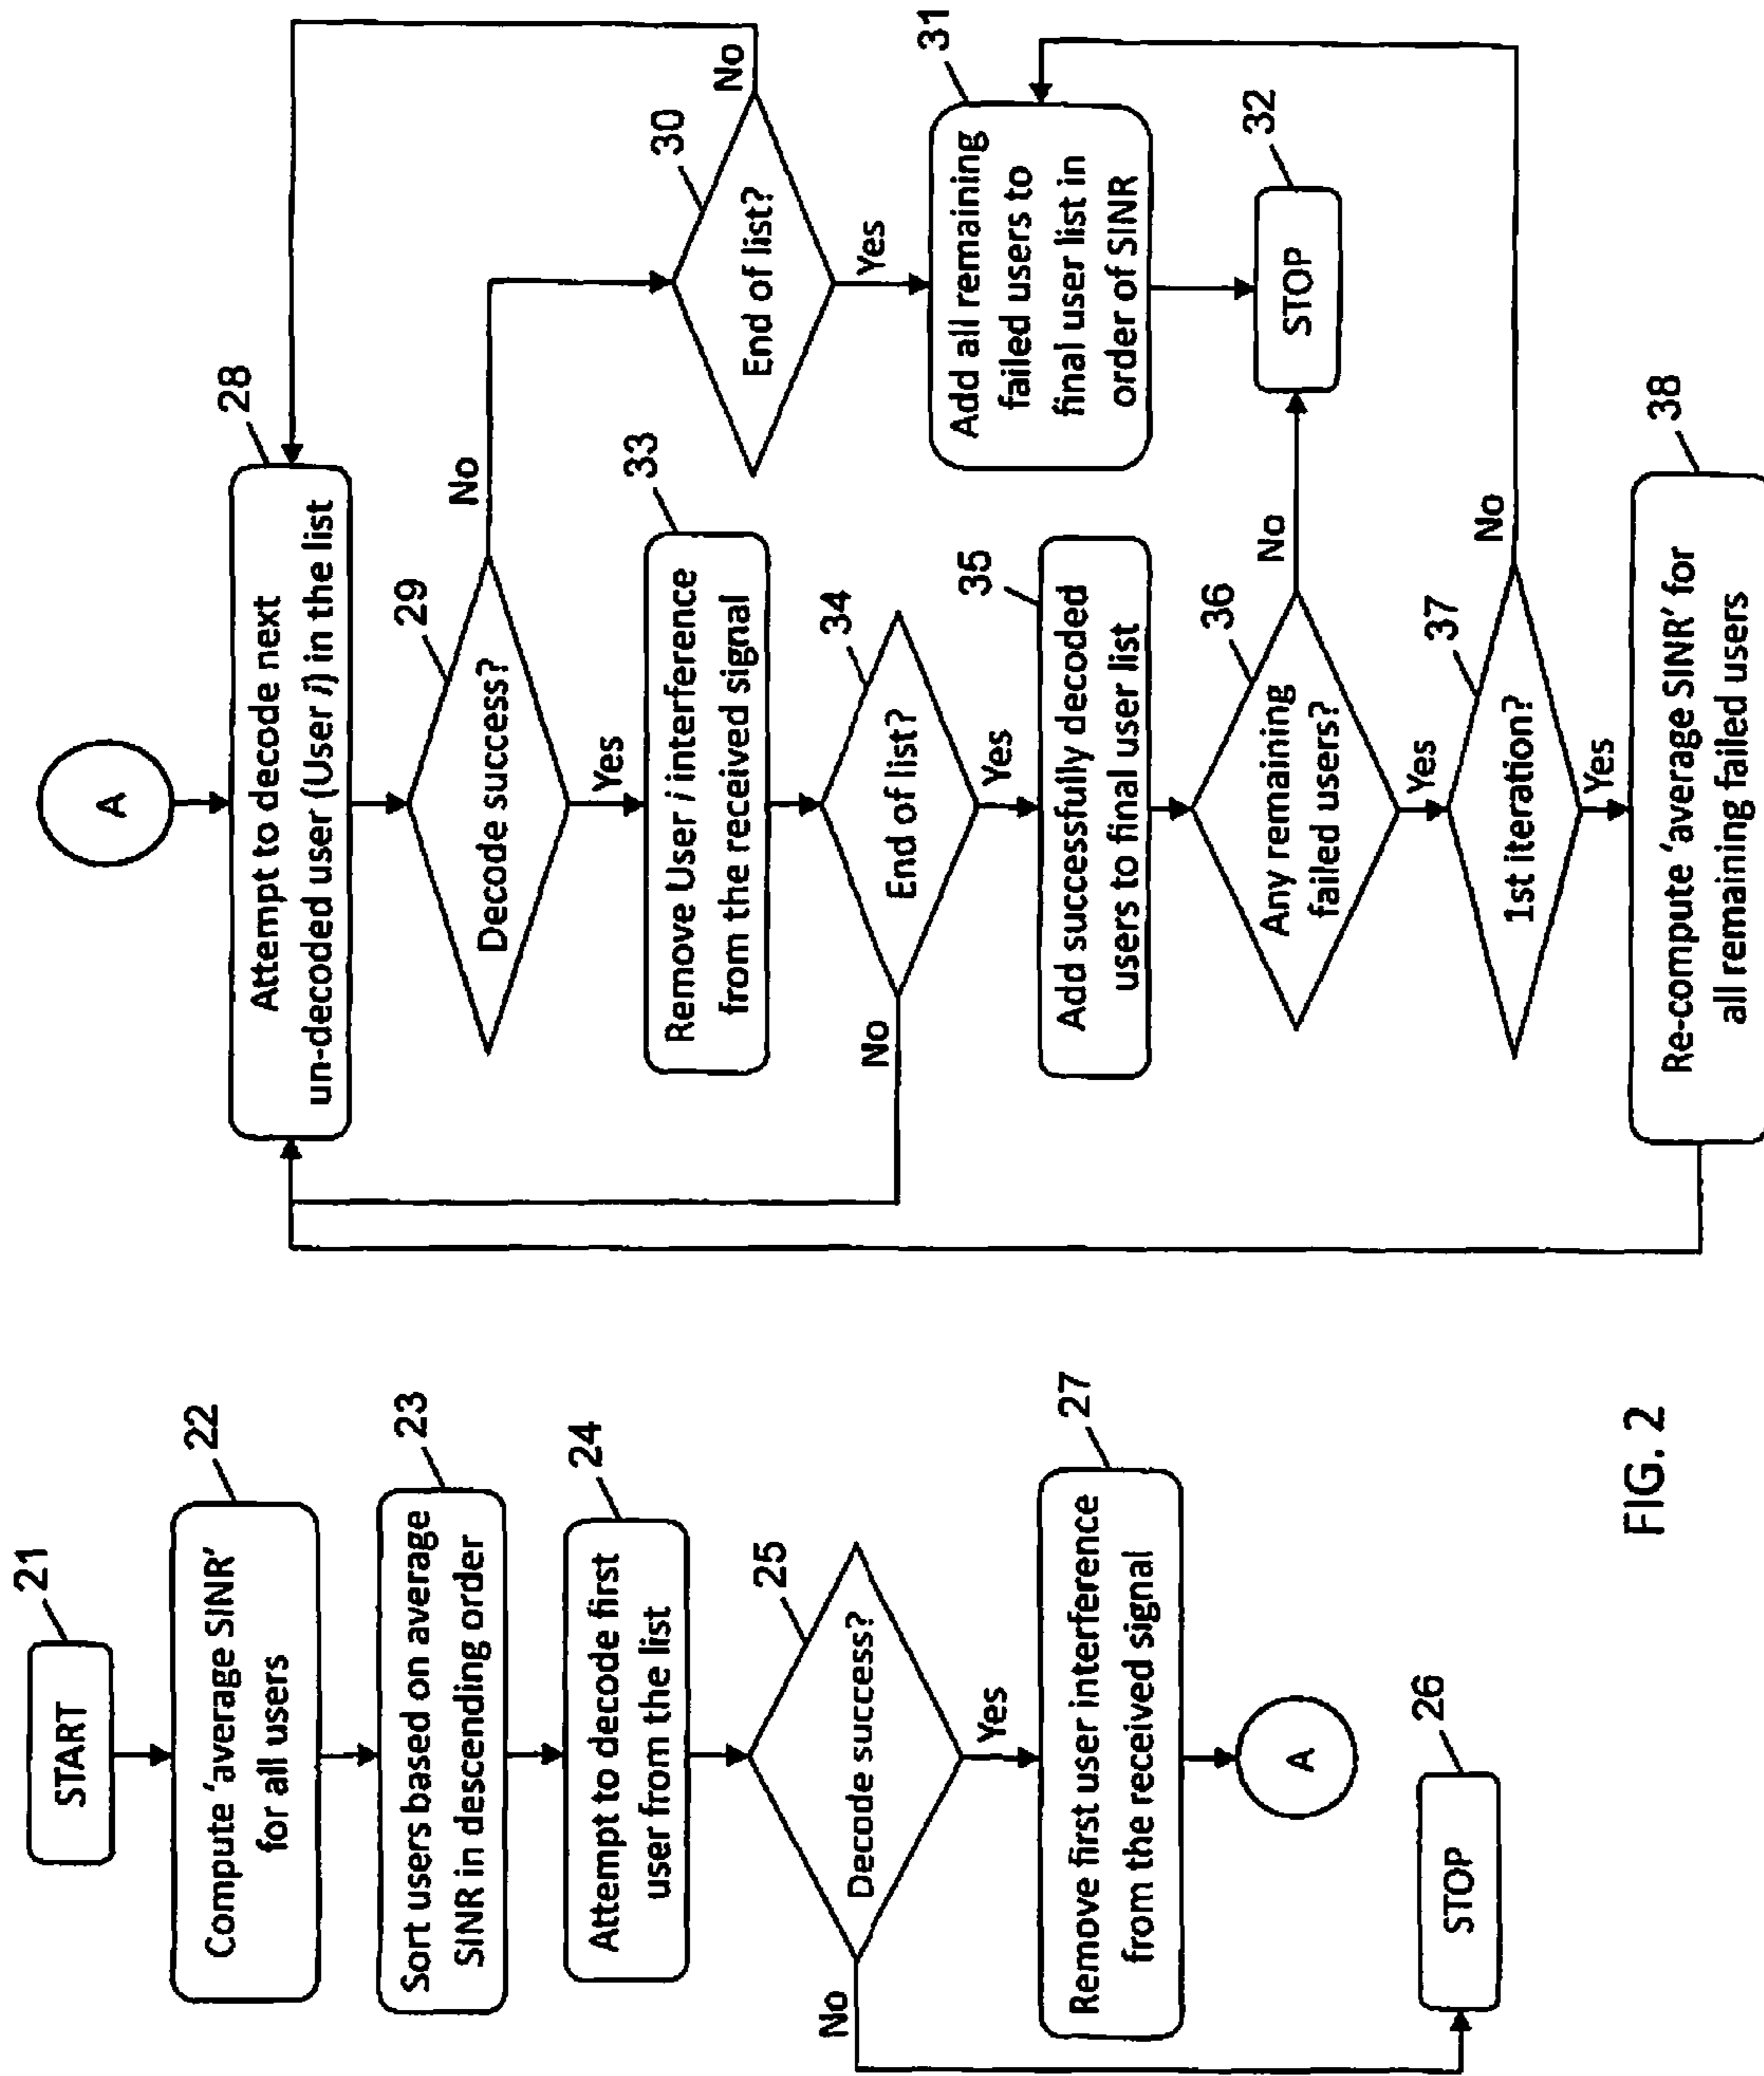 21
START
22
Compute 'average SINR'
for all users
23
Sort users based on average
SINR in descending order
24
Attempt to decode first
user from the list
25
Decode success?
No
Yes
27
Remove first user interference
from the received signal
A
26
STOP
FIG. 2
A
28
Attempt to decode next
un-decoded user (User i) in the list
29
Decode success?
No
Yes
30
End of list?
No
Yes
33
Remove User i interference
from the received signal
34
End of list?
No
Yes
31
Add all remaining
failed users to
final user list in
order of SINR
35
Add successfully decoded
users to final user list
32
STOP
36
Any remaining
failed users?
No
Yes
37
1st iteration?
No
Yes
38
Re-compute 'average SINR' for
all remaining failed users